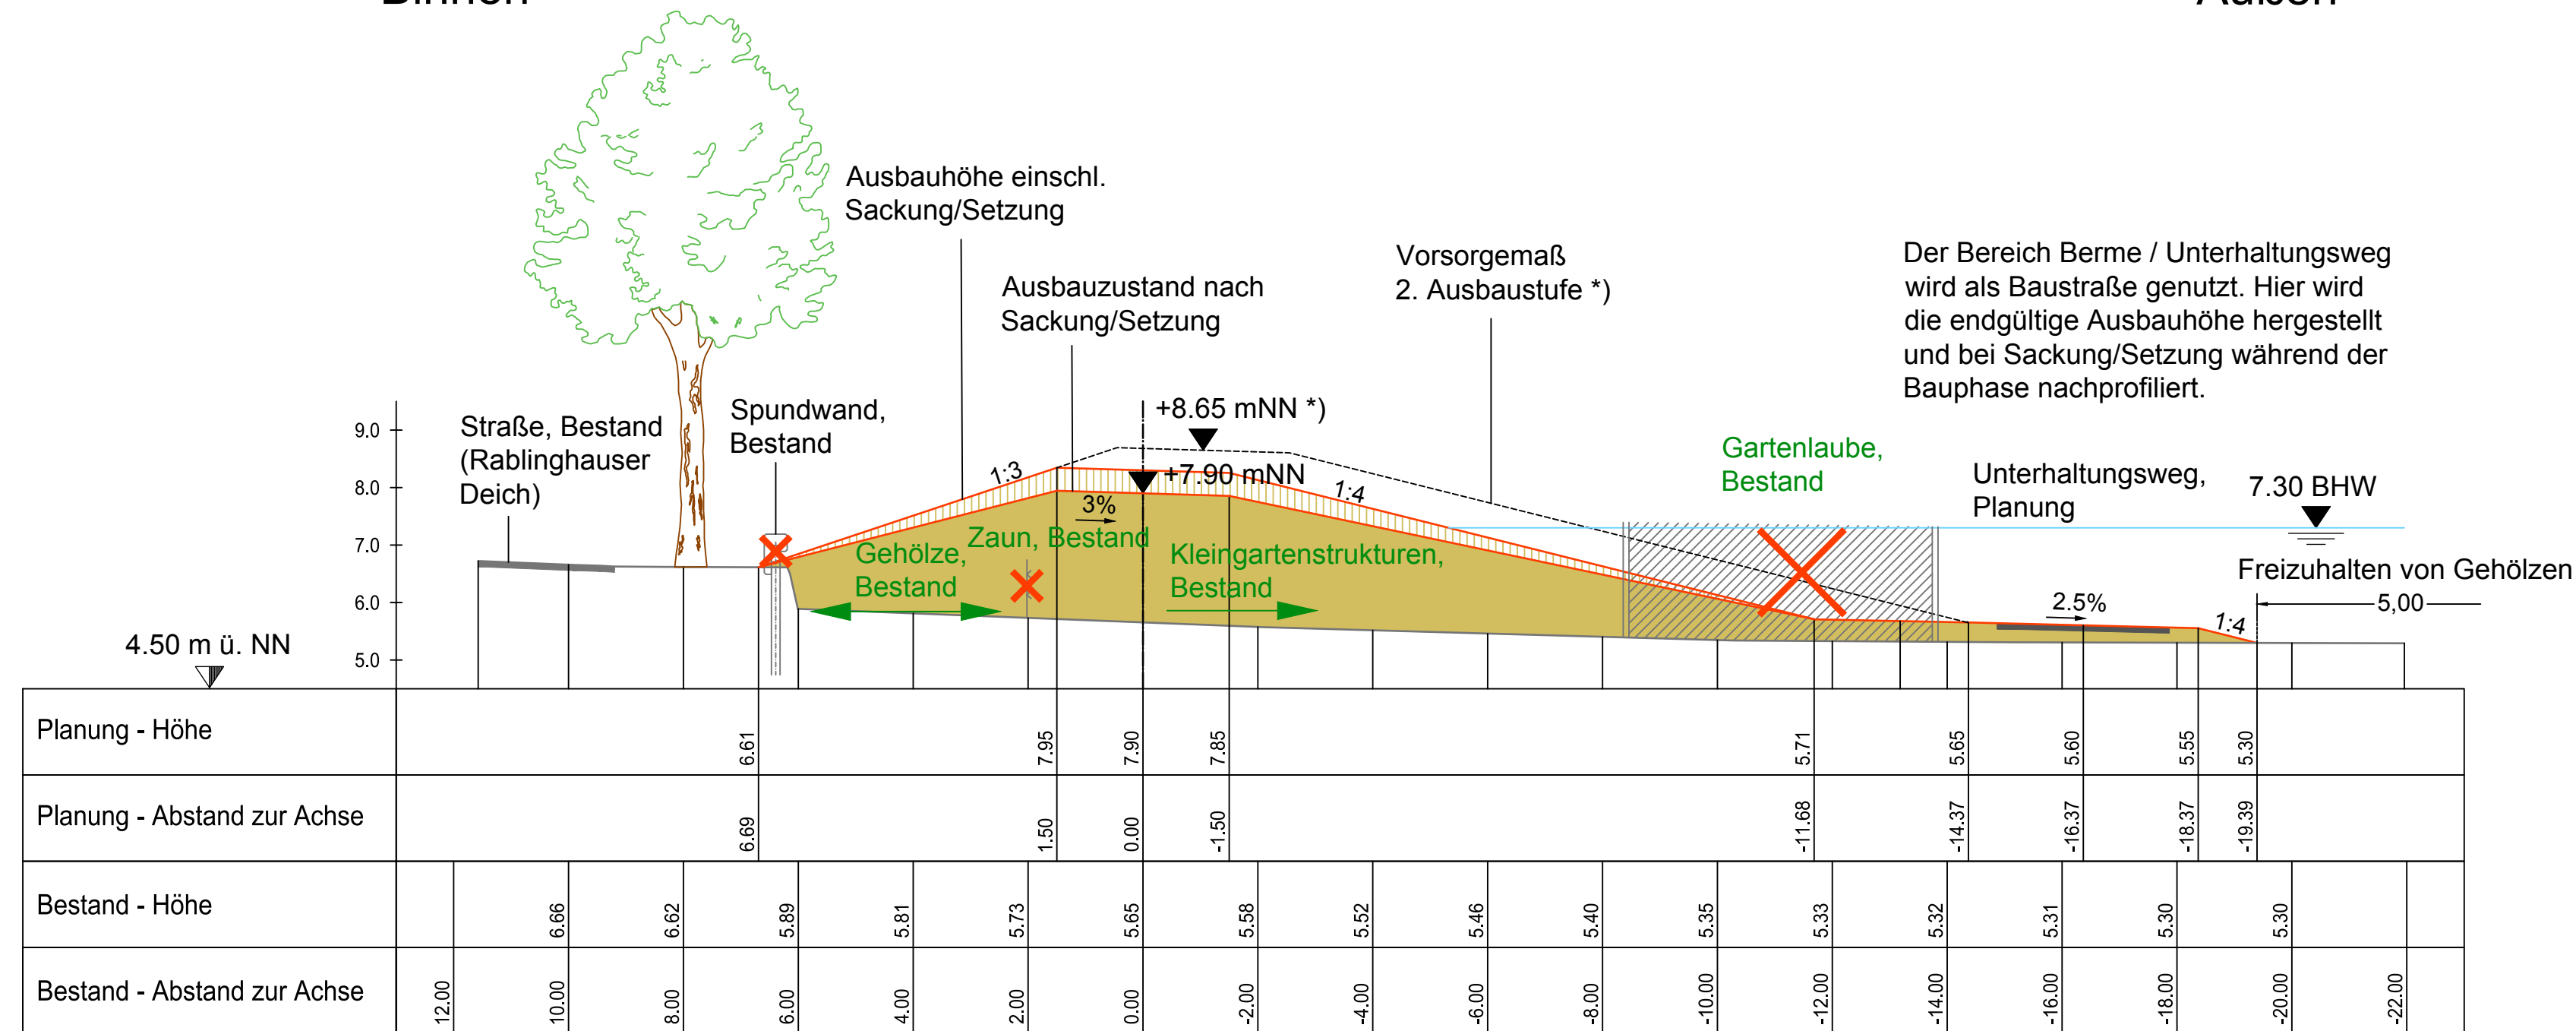 Binnen
Außen
Ausbauhöhe einschl.
Sackung/Setzung
Ausbauzustand nach
Sackung/Setzung
Vorsorgemaß
2. Ausbaustufe *)
Der Bereich Berme / Unterhaltungsweg
wird als Baustraße genutzt. Hier wird
die endgültige Ausbauhöhe hergestellt
und bei Sackung/Setzung während der
Bauphase nachprofiliert.
Straße, Bestand
(Rablinghauser
Deich)
Spundwand,
Bestand
+8.65 mNN *)
+7.90 mNN
1:3
3%
1:4
Gartenlaube,
Bestand
Unterhaltungsweg,
Planung
7.30 BHW
Gehölze,
Bestand
Zaun, Bestand
Kleingartenstrukturen,
Bestand
Freizuhalten von Gehölzen
5,00
2.5%
1:4
9.0
8.0
7.0
6.0
5.0
4.50 m ü. NN
Planung - Höhe
6.61 7.95 7.90 7.85 5.71 5.65 5.60 5.55 5.30
Planung - Abstand zur Achse
6.69 1.50 0.00 -1.50 -11.68 -14.37 -16.37 -18.37 -19.39
Bestand - Höhe
6.66 6.62 5.89 5.81 5.73 5.65 5.58 5.52 5.46 5.40 5.35 5.33 5.32 5.31 5.30 5.30
Bestand - Abstand zur Achse
12.00 10.00 8.00 6.00 4.00 2.00 0.00 -2.00 -4.00 -6.00 -8.00 -10.00 -12.00 -14.00 -16.00 -18.00 -20.00 -22.00